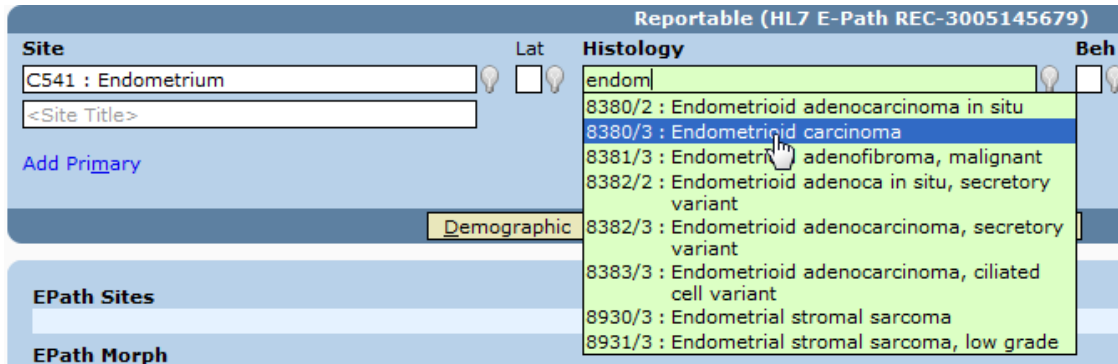 Reportable (HL7 E-Path REC-3005145679)
Site Lat Histology Beh
C541 : Endometrium endom
<Site Title>
8380/2 : Endometrioid adenocarcinoma in situ
8380/3 : Endometrioid carcinoma
8381/3 : Endometrioid adenofibroma, malignant
8382/2 : Endometrioid adenoca in situ, secretory
variant
8382/3 : Endometrioid adenocarcinoma, secretory
variant
8383/3 : Endometrioid adenocarcinoma, ciliated
cell variant
8930/3 : Endometrial stromal sarcoma
8931/3 : Endometrial stromal sarcoma, low grade
Add Primary
Demographic
EPath Sites
EPath Morph